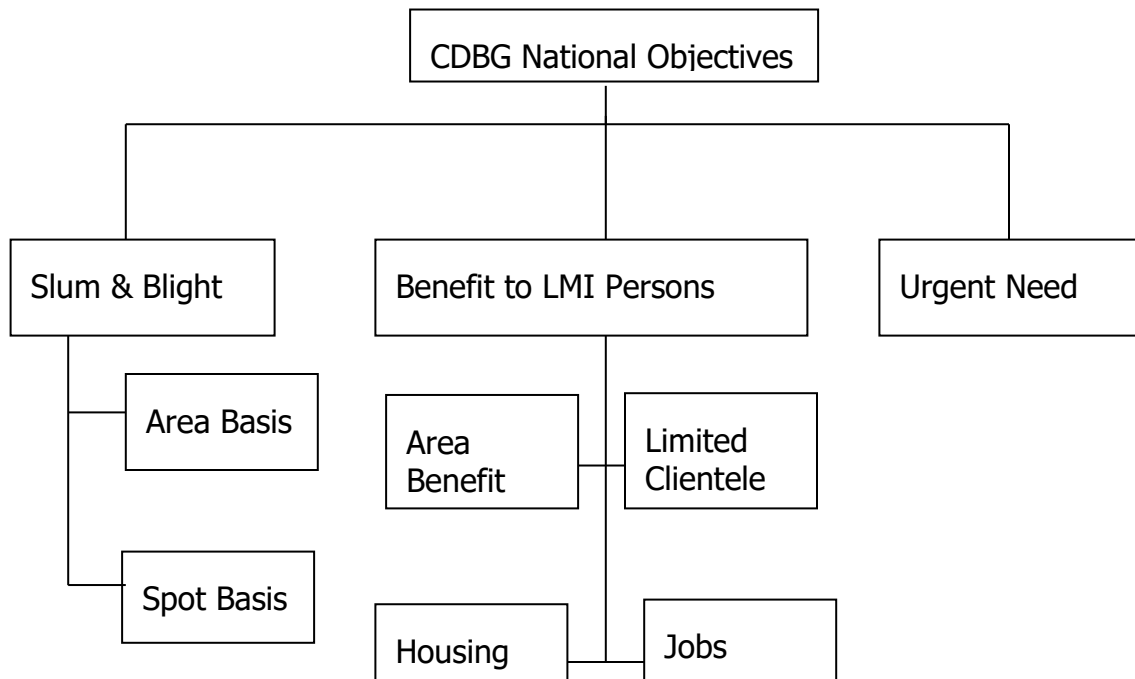 CDBG National Objectives
Slum & Blight
Benefit to LMI Persons
Urgent Need
Area Basis
Area
Benefit
Limited
Clientele
Spot Basis
Housing
Jobs